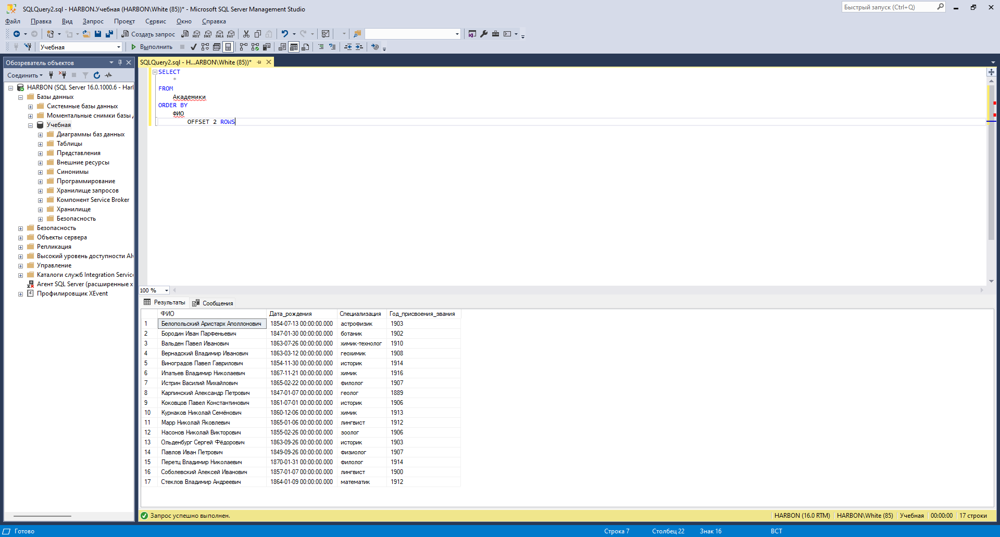 SQLQuery2.sql - HARBON.Учебная (HARBON\White (85))* - Microsoft SQL Server Management Studio
Быстрый запуск (Ctrl+Q)
Файл Правка Вид Запрос Проект Сервис Окно Справка
Создать запрос
MDX DMX XMLA DAX
Учебная
Выполнить
Обозреватель объектов
SQLQuery2.sql - H...ARBON\White (85))*
Соединить
HARBON (SQL Server 16.0.1000.6 - Harl
Базы данных
Системные базы данных
Моментальные снимки базы
Учебная
Диаграммы баз данных
Таблицы
Представления
Внешние ресурсы
Синонимы
Программирование
Хранилище запросов
Компонент Service Broker
Хранилище
Безопасность
Безопасность
Объекты сервера
Репликация
Высокий уровень доступности Alw
Управление
Каталоги служб Integration Service
Агент SQL Server (расширенные х
Профилировщик XEvent
SELECT
*
FROM
Академики
ORDER BY
ФИО
OFFSET 2 ROWS
100 %
Результаты Сообщения
ФИО Дата_рождения Специализация Год_присвоения_звания
1 Белопольский Аристарх Аполлонович 1854-07-13 00:00:00.000 астрофизик 1903
2 Бородин Иван Парфеньевич 1847-01-30 00:00:00.000 ботаник 1902
3 Вальден Павел Иванович 1863-07-26 00:00:00.000 химик-технолог 1910
4 Вернадский Владимир Иванович 1863-03-12 00:00:00.000 геохимик 1908
5 Виноградов Павел Гаврилович 1854-11-30 00:00:00.000 историк 1914
6 Ипатьев Владимир Николаевич 1867-11-21 00:00:00.000 химик 1916
7 Истрин Василий Михайлович 1865-02-22 00:00:00.000 филолог 1907
8 Карпинский Александр Петрович 1847-01-07 00:00:00.000 геолог 1889
9 Коковцов Павел Константинович 1861-07-01 00:00:00.000 историк 1906
10 Курнаков Николай Семёнович 1860-12-06 00:00:00.000 химик 1913
11 Марр Николай Яковлевич 1865-01-06 00:00:00.000 лингвист 1912
12 Насонов Николай Викторович 1855-02-26 00:00:00.000 зоолог 1906
13 Ольденбург Сергей Фёдорович 1863-09-26 00:00:00.000 историк 1903
14 Павлов Иван Петрович 1849-09-26 00:00:00.000 физиолог 1907
15 Перетц Владимир Николаевич 1870-01-31 00:00:00.000 филолог 1914
16 Соболевский Алексей Иванович 1857-01-07 00:00:00.000 лингвист 1900
17 Стеклов Владимир Андреевич 1864-01-09 00:00:00.000 математик 1912
Запрос успешно выполнен.
HARBON (16.0 RTM) HARBON\White (85) Учебная 00:00:00 17 строки
Готово
Строка 7 Столбец 22 Знак 16 ВСТ